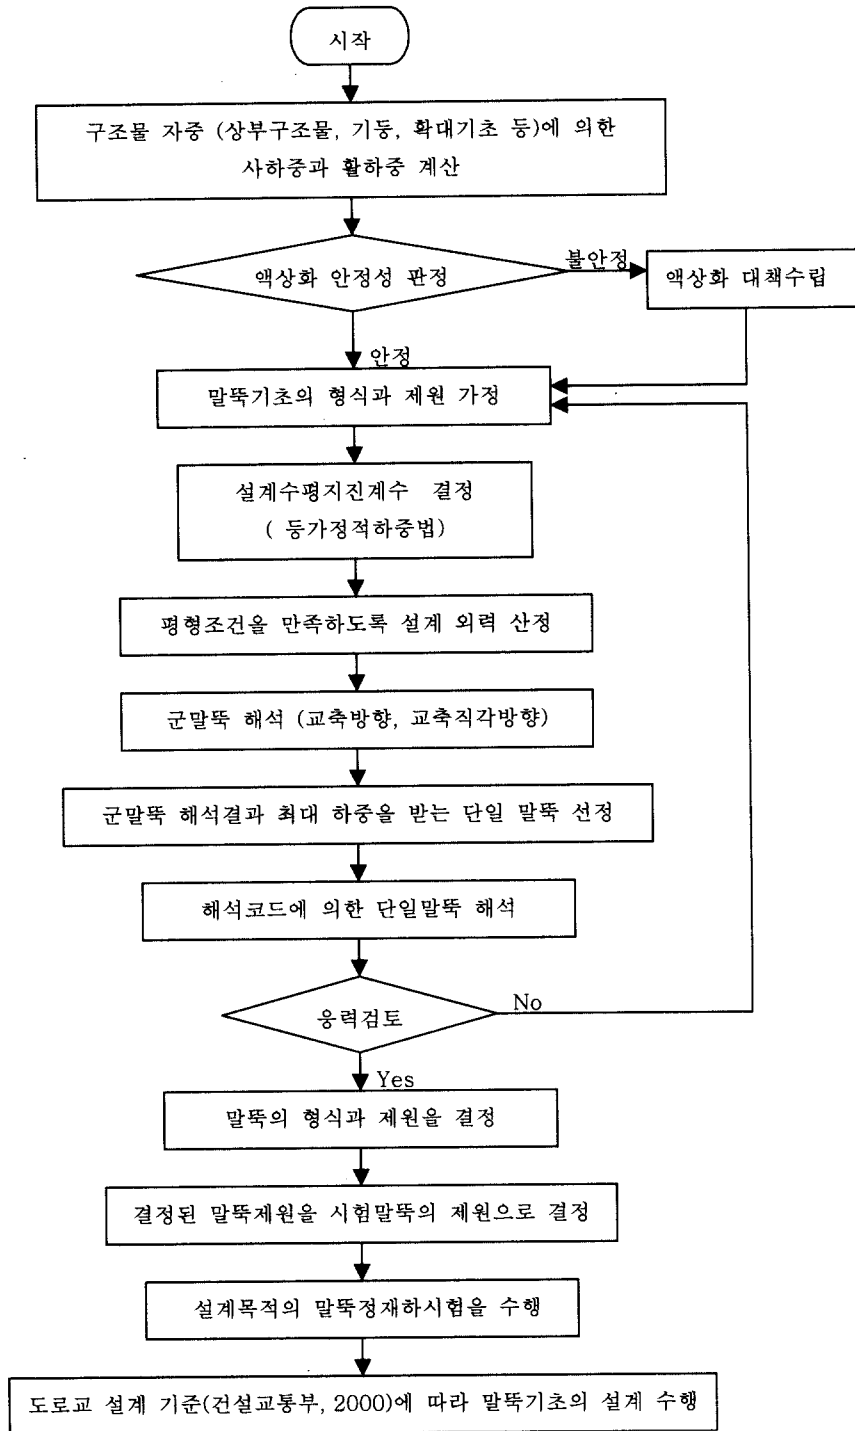 시작
구조물 자중 (상부구조물, 기둥, 확대기초 등)에 의한
사하중과 활하중 계산
액상화 안정성 판정
불안정
액상화 대책수립
안정
말뚝기초의 형식과 제원 가정
설계수평지진계수 결정
( 등가정적하중법)
평형조건을 만족하도록 설계 외력 산정
군말뚝 해석 (교축방향, 교축직각방향)
군말뚝 해석결과 최대 하중을 받는 단일 말뚝 선정
해석코드에 의한 단일말뚝 해석
응력검토
No
Yes
말뚝의 형식과 제원을 결정
결정된 말뚝제원을 시험말뚝의 제원으로 결정
설계목적의 말뚝정재하시험을 수행
도로교 설계 기준(건설교통부, 2000)에 따라 말뚝기초의 설계 수행